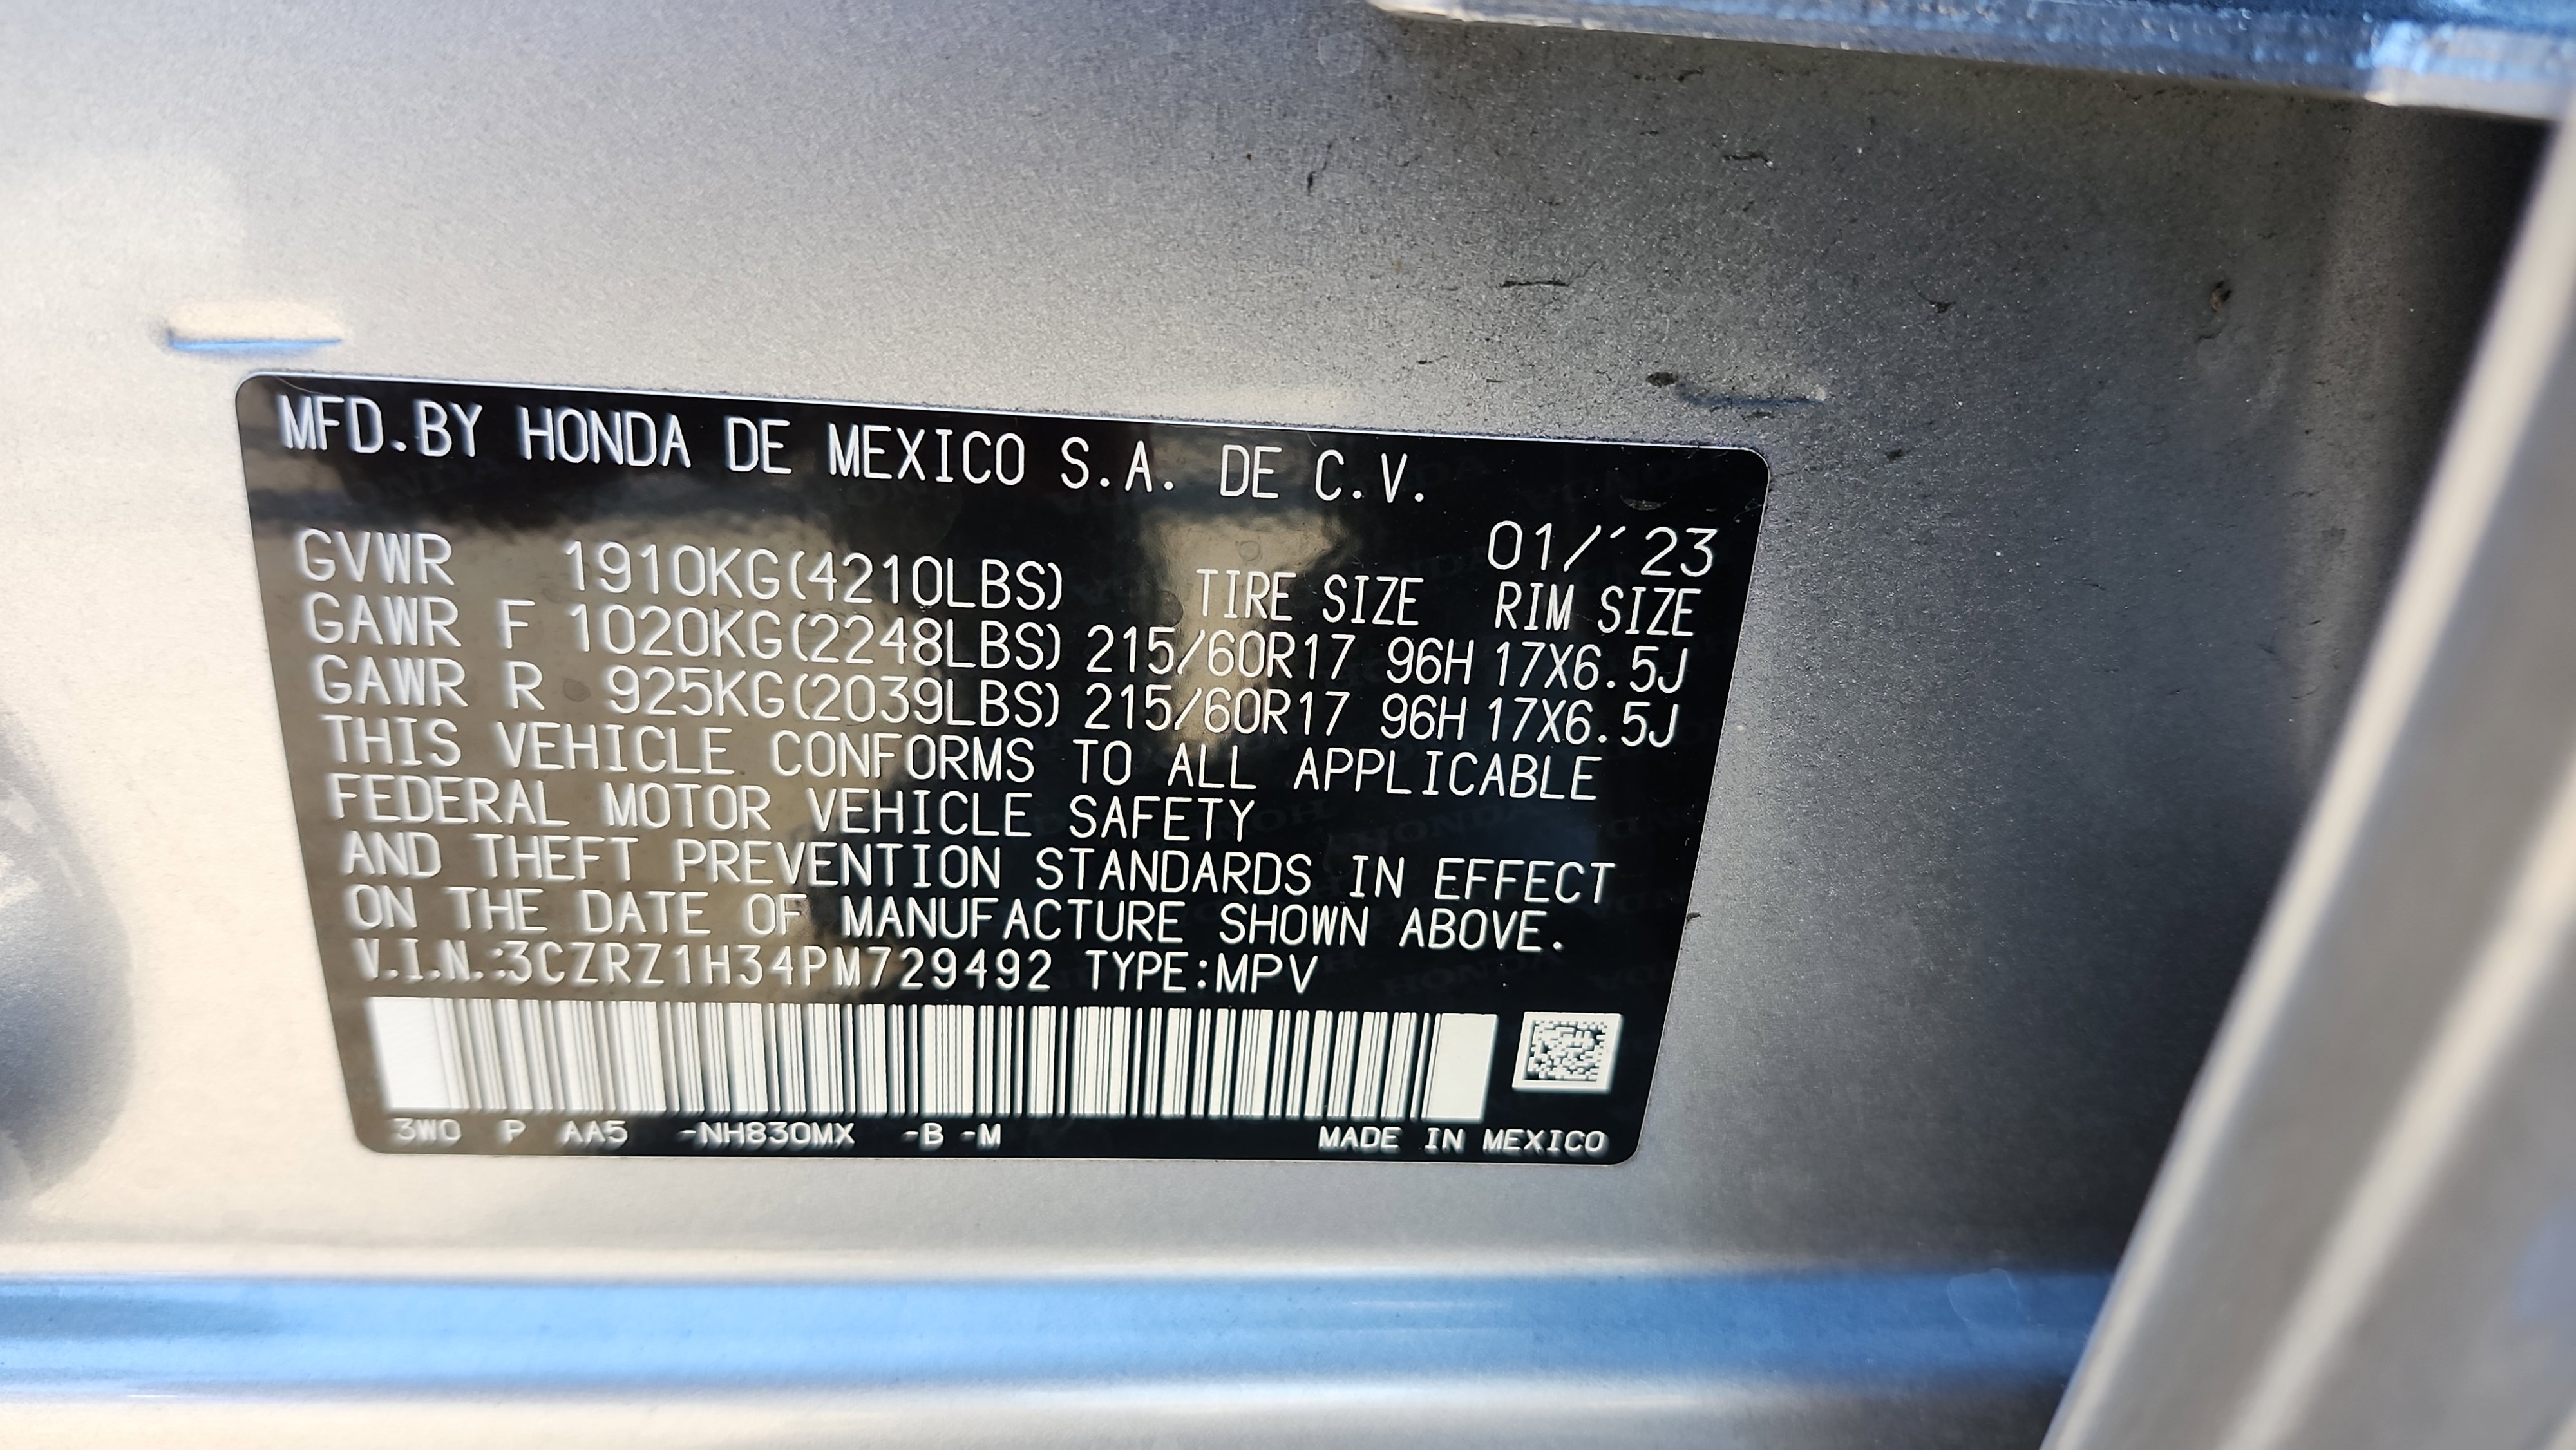 MFD.BY HONDA DE MEXICO S.A. DE C.V.
01/´23
GVWR 1910KG(4210LBS) TIRE SIZE RIM SIZE
GAWR F 1020KG(2248LBS) 215/60R17 96H 17X6.5J
GAWR R 925KG(2039LBS) 215/60R17 96H 17X6.5J
THIS VEHICLE CONFORMS TO ALL APPLICABLE
FEDERAL MOTOR VEHICLE SAFETY
AND THEFT PREVENTION STANDARDS IN EFFECT
ON THE DATE OF MANUFACTURE SHOWN ABOVE.
V.I.N.:3CZRZ1H34PM729492 TYPE:MPV
3W0 P AA5 -NH830MX -B -M MADE IN MEXICO